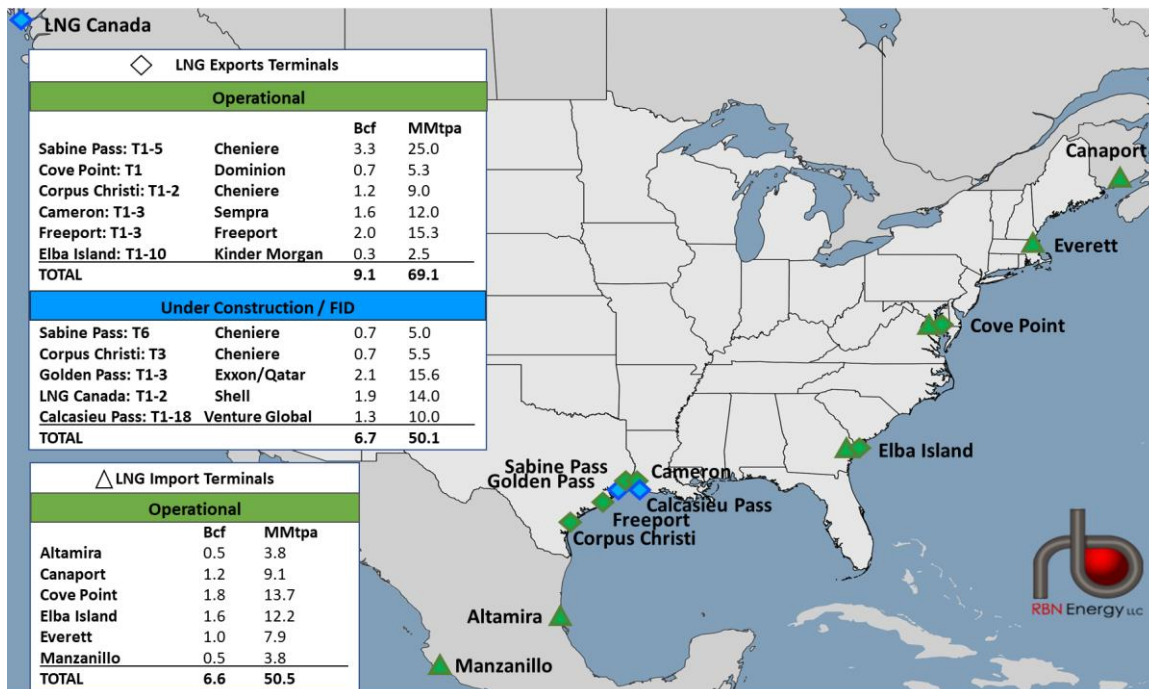 LNG Canada
LNG Exports Terminals
Operational
Bcf MMtpa
Sabine Pass: T1-5 Cheniere 3.3 25.0
Cove Point: T1 Dominion 0.7 5.3
Corpus Christi: T1-2 Cheniere 1.2 9.0
Cameron: T1-3 Sempra 1.6 12.0
Freeport: T1-3 Freeport 2.0 15.3
Elba Island: T1-10 Kinder Morgan 0.3 2.5
TOTAL 9.1 69.1
Under Construction / FID
Sabine Pass: T6 Cheniere 0.7 5.0
Corpus Christi: T3 Cheniere 0.7 5.5
Golden Pass: T1-3 Exxon/Qatar 2.1 15.6
LNG Canada: T1-2 Shell 1.9 14.0
Calcasieu Pass: T1-18 Venture Global 1.3 10.0
TOTAL 6.7 50.1
LNG Import Terminals
Operational
Bcf MMtpa
Altamira 0.5 3.8
Canaport 1.2 9.1
Cove Point 1.8 13.7
Elba Island 1.6 12.2
Everett 1.0 7.9
Manzanillo 0.5 3.8
TOTAL 6.6 50.5
Canaport
Everett
Cove Point
Elba Island
Sabine Pass
Golden Pass
Cameron
Calcasieu Pass
Freeport
Corpus Christi
Altamira
Manzanillo
RBN Energy LLC